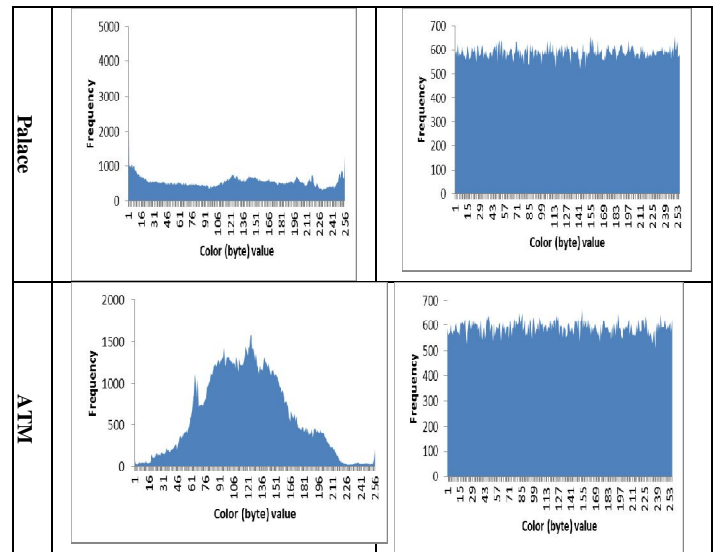 Palace
5000
4000
3000
2000
1000
0
Frequency
1 16 31 46 61 76 91 106 121 136 151 166 181 196 211 226 241 256
Color (byte) value
700
600
500
400
300
200
100
0
Frequency
1 15 29 43 57 71 85 99 113 127 141 155 169 183 197 211 225 239 253
Color (byte) value
ATM
2000
1500
1000
500
0
Frequency
1 16 31 46 61 76 91 106 121 136 151 166 181 196 211 226 241 256
Color (byte) value
700
600
500
400
300
200
100
0
Frequency
1 15 29 43 57 71 85 99 113 127 141 155 169 183 197 211 225 239 253
Color (byte) value